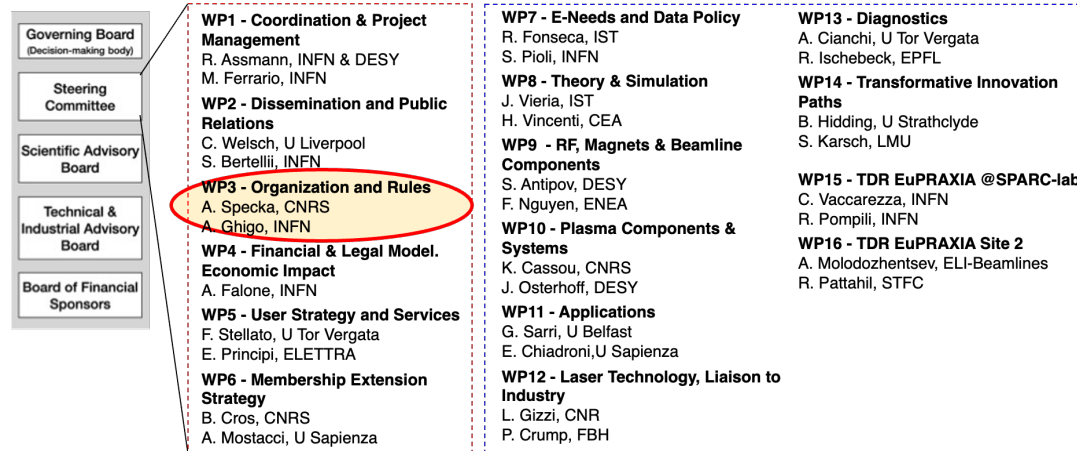 Governing Board
(Decision-making body)
Steering
Committee
Scientific Advisory
Board
Technical &
Industrial Advisory
Board
Board of Financial
Sponsors
WP1 - Coordination & Project
Management
R. Assmann, INFN & DESY
M. Ferrario, INFN
WP2 - Dissemination and Public
Relations
C. Welsch, U Liverpool
S. Bertellii, INFN
WP3 - Organization and Rules
A. Specka, CNRS
A. Ghigo, INFN
WP4 - Financial & Legal Model.
Economic Impact
A. Falone, INFN
WP5 - User Strategy and Services
F. Stellato, U Tor Vergata
E. Principi, ELETTRA
WP6 - Membership Extension
Strategy
B. Cros, CNRS
A. Mostacci, U Sapienza
WP7 - E-Needs and Data Policy
R. Fonseca, IST
S. Pioli, INFN
WP8 - Theory & Simulation
J. Vieria, IST
H. Vincenti, CEA
WP9 - RF, Magnets & Beamline
Components
S. Antipov, DESY
F. Nguyen, ENEA
WP10 - Plasma Components &
Systems
K. Cassou, CNRS
J. Osterhoff, DESY
WP11 - Applications
G. Sarri, U Belfast
E. Chiadroni,U Sapienza
WP12 - Laser Technology, Liaison to
Industry
L. Gizzi, CNR
P. Crump, FBH
WP13 - Diagnostics
A. Cianchi, U Tor Vergata
R. Ischebeck, EPFL
WP14 - Transformative Innovation
Paths
B. Hidding, U Strathclyde
S. Karsch, LMU
WP15 - TDR EuPRAXIA @SPARC-lab
C. Vaccarezza, INFN
R. Pompili, INFN
WP16 - TDR EuPRAXIA Site 2
A. Molodozhentsev, ELI-Beamlines
R. Pattahil, STFC